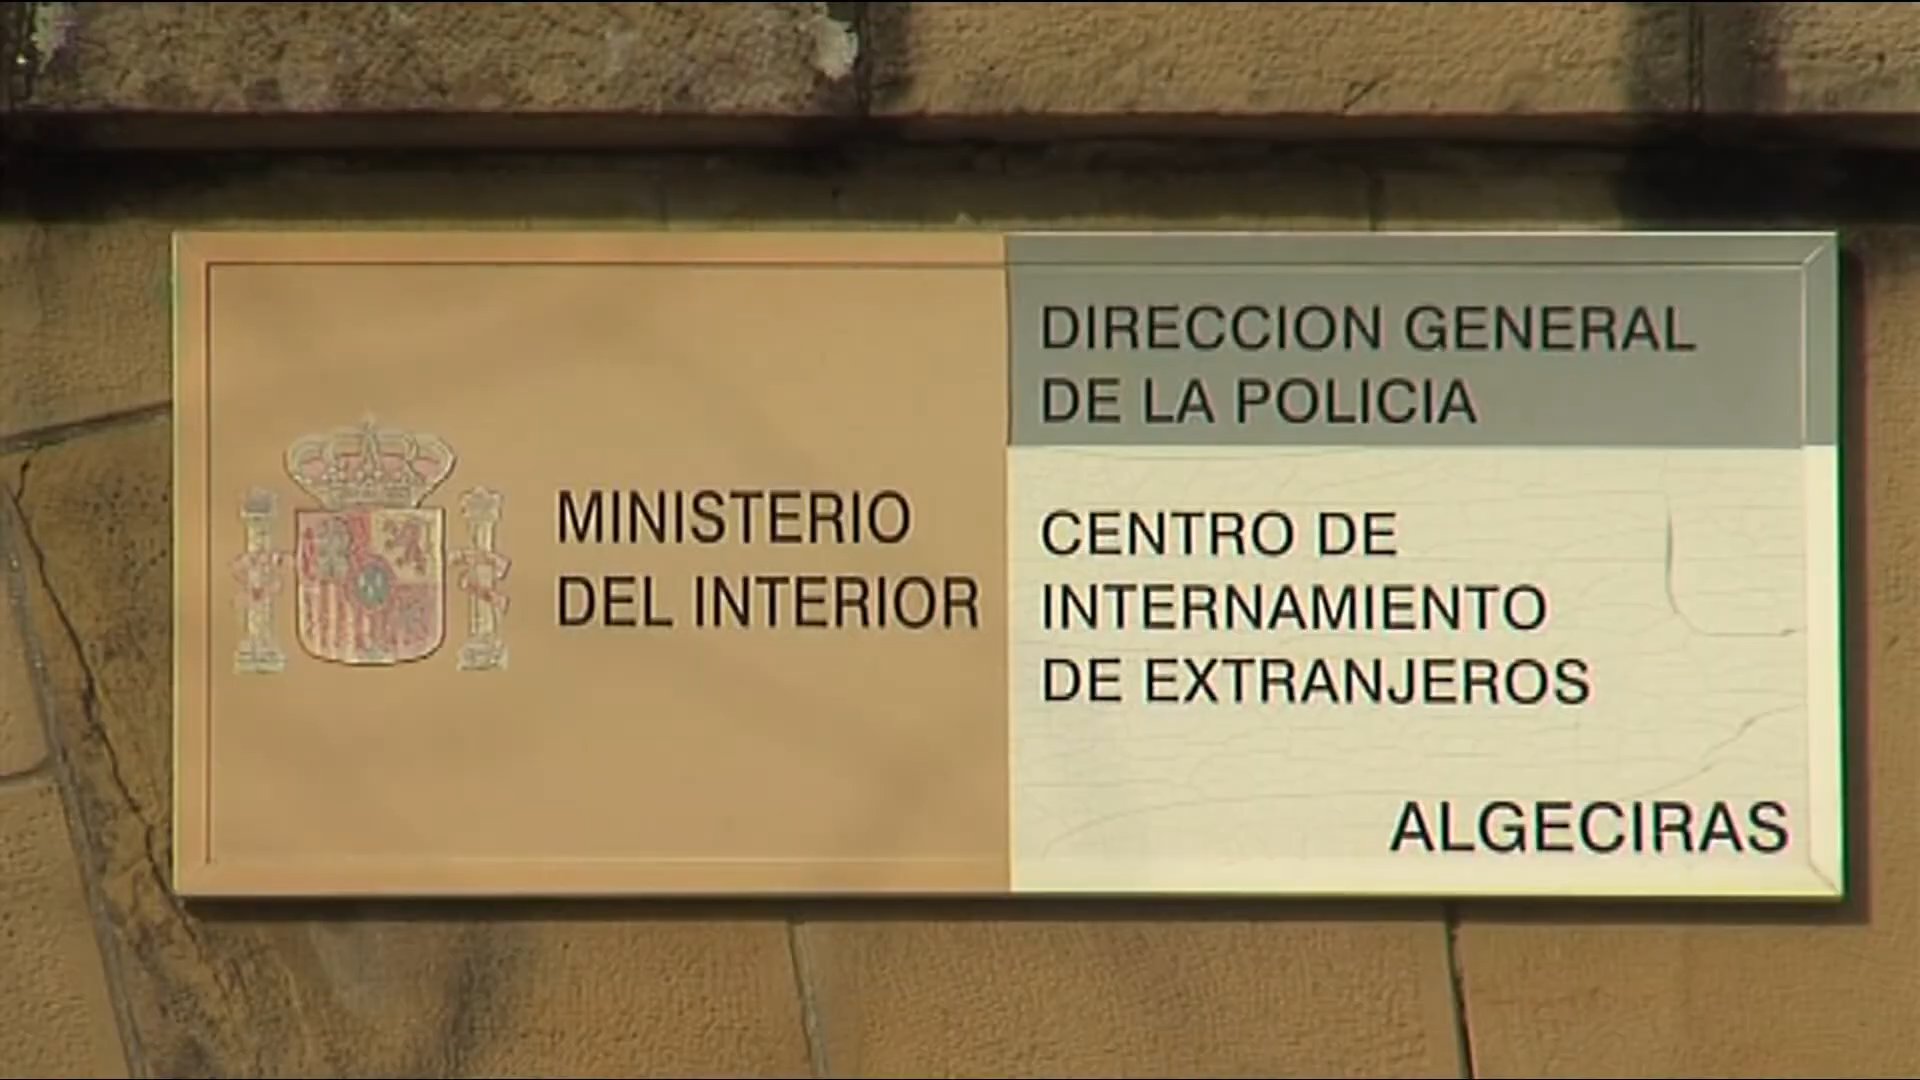 MINISTERIO
DEL INTERIOR
DIRECCION GENERAL
DE LA POLICIA
CENTRO DE
INTERNAMIENTO
DE EXTRANJEROS
ALGECIRAS